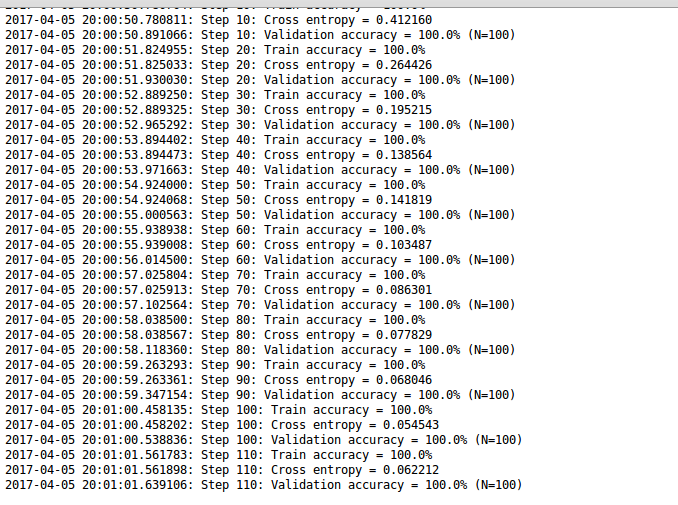 2017-04-05 20:00:50.780811: Step 10: Cross entropy = 0.412160
2017-04-05 20:00:50.891066: Step 10: Validation accuracy = 100.0% (N=100)
2017-04-05 20:00:51.824955: Step 20: Train accuracy = 100.0%
2017-04-05 20:00:51.825033: Step 20: Cross entropy = 0.264426
2017-04-05 20:00:51.930030: Step 20: Validation accuracy = 100.0% (N=100)
2017-04-05 20:00:52.889250: Step 30: Train accuracy = 100.0%
2017-04-05 20:00:52.889325: Step 30: Cross entropy = 0.195215
2017-04-05 20:00:52.965292: Step 30: Validation accuracy = 100.0% (N=100)
2017-04-05 20:00:53.894402: Step 40: Train accuracy = 100.0%
2017-04-05 20:00:53.894473: Step 40: Cross entropy = 0.138564
2017-04-05 20:00:53.971663: Step 40: Validation accuracy = 100.0% (N=100)
2017-04-05 20:00:54.924000: Step 50: Train accuracy = 100.0%
2017-04-05 20:00:54.924068: Step 50: Cross entropy = 0.141819
2017-04-05 20:00:55.000563: Step 50: Validation accuracy = 100.0% (N=100)
2017-04-05 20:00:55.938938: Step 60: Train accuracy = 100.0%
2017-04-05 20:00:55.939008: Step 60: Cross entropy = 0.103487
2017-04-05 20:00:56.014500: Step 60: Validation accuracy = 100.0% (N=100)
2017-04-05 20:00:57.025804: Step 70: Train accuracy = 100.0%
2017-04-05 20:00:57.025913: Step 70: Cross entropy = 0.086301
2017-04-05 20:00:57.102564: Step 70: Validation accuracy = 100.0% (N=100)
2017-04-05 20:00:58.038500: Step 80: Train accuracy = 100.0%
2017-04-05 20:00:58.038567: Step 80: Cross entropy = 0.077829
2017-04-05 20:00:58.118360: Step 80: Validation accuracy = 100.0% (N=100)
2017-04-05 20:00:59.263293: Step 90: Train accuracy = 100.0%
2017-04-05 20:00:59.263361: Step 90: Cross entropy = 0.068046
2017-04-05 20:00:59.347154: Step 90: Validation accuracy = 100.0% (N=100)
2017-04-05 20:01:00.458135: Step 100: Train accuracy = 100.0%
2017-04-05 20:01:00.458202: Step 100: Cross entropy = 0.054543
2017-04-05 20:01:00.538836: Step 100: Validation accuracy = 100.0% (N=100)
2017-04-05 20:01:01.561783: Step 110: Train accuracy = 100.0%
2017-04-05 20:01:01.561898: Step 110: Cross entropy = 0.062212
2017-04-05 20:01:01.639106: Step 110: Validation accuracy = 100.0% (N=100)